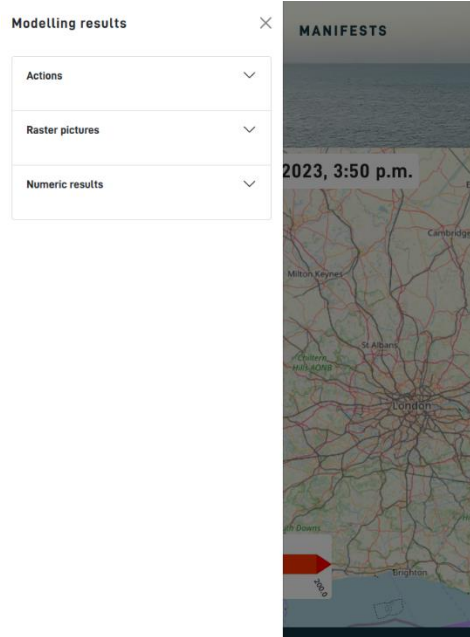 Modelling results
MANIFESTS
Actions
Raster pictures
2023, 3:50 p.m.
Numeric results
Cambridge
Milton Keynes
St Albans
Chiltern
Hills AONB
London
Brighton
200.0